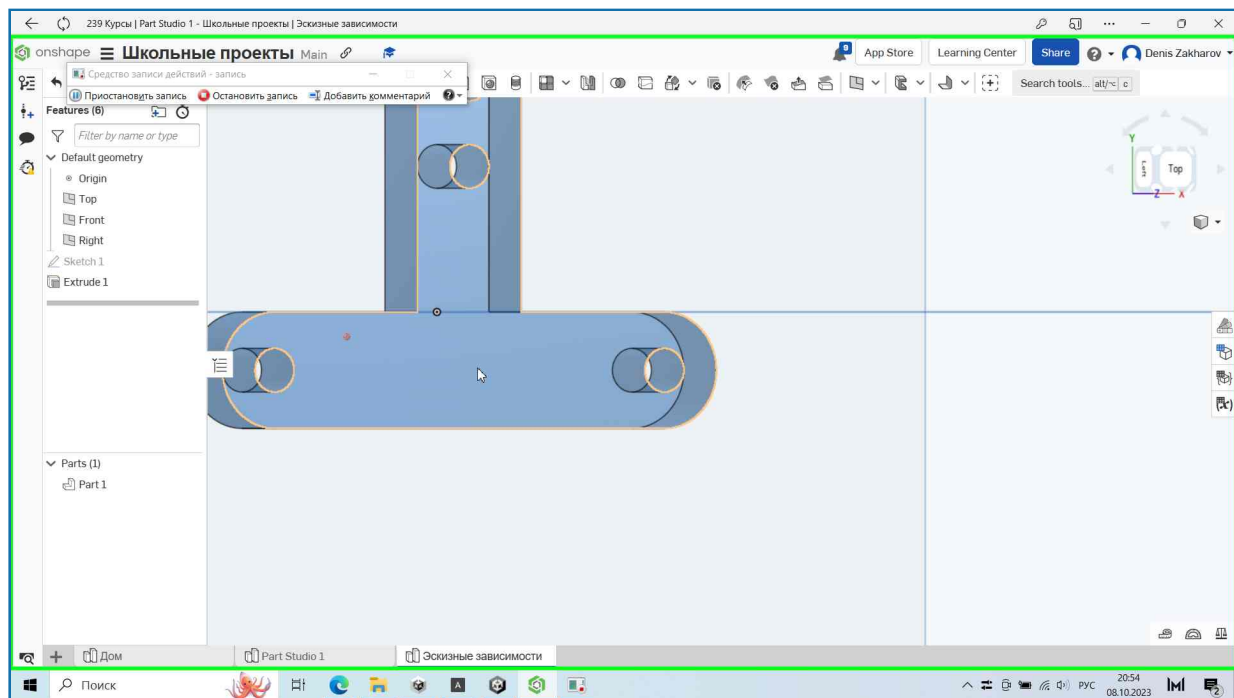 239 Курсы | Part Studio 1 - Школьные проекты | Эскизные зависимости
onshape Школьные проекты Main
9 App Store Learning Center Share Denis Zakharov
Средство записи действий - запись
Приостановить запись Остановить запись Добавить комментарий
Search tools... alt/⌥ c
Features (6)
Filter by name or type
Default geometry
Origin
Top
Front
Right
Sketch 1
Extrude 1
Y
Left
Top
Z
X
(x)
Parts (1)
Part 1
Дом
Part Studio 1
Эскизные зависимости
Поиск
A
РУС
20:54
08.10.2023
2